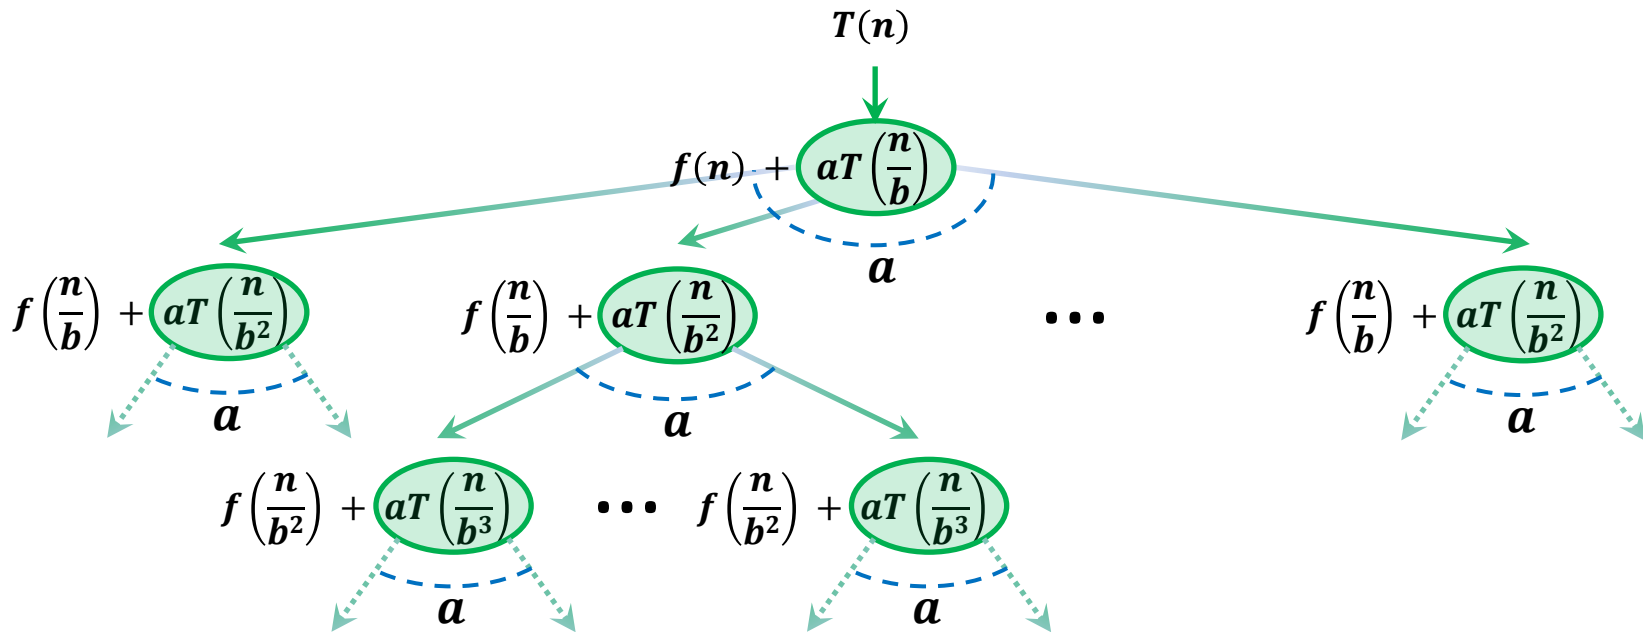 T(n)
f(n) + aT(n/b)
a
f(n/b) + aT(n/b²) f(n/b) + aT(n/b²) ... f(n/b) + aT(n/b²)
a a a
f(n/b²) + aT(n/b³) ... f(n/b²) + aT(n/b³)
a a